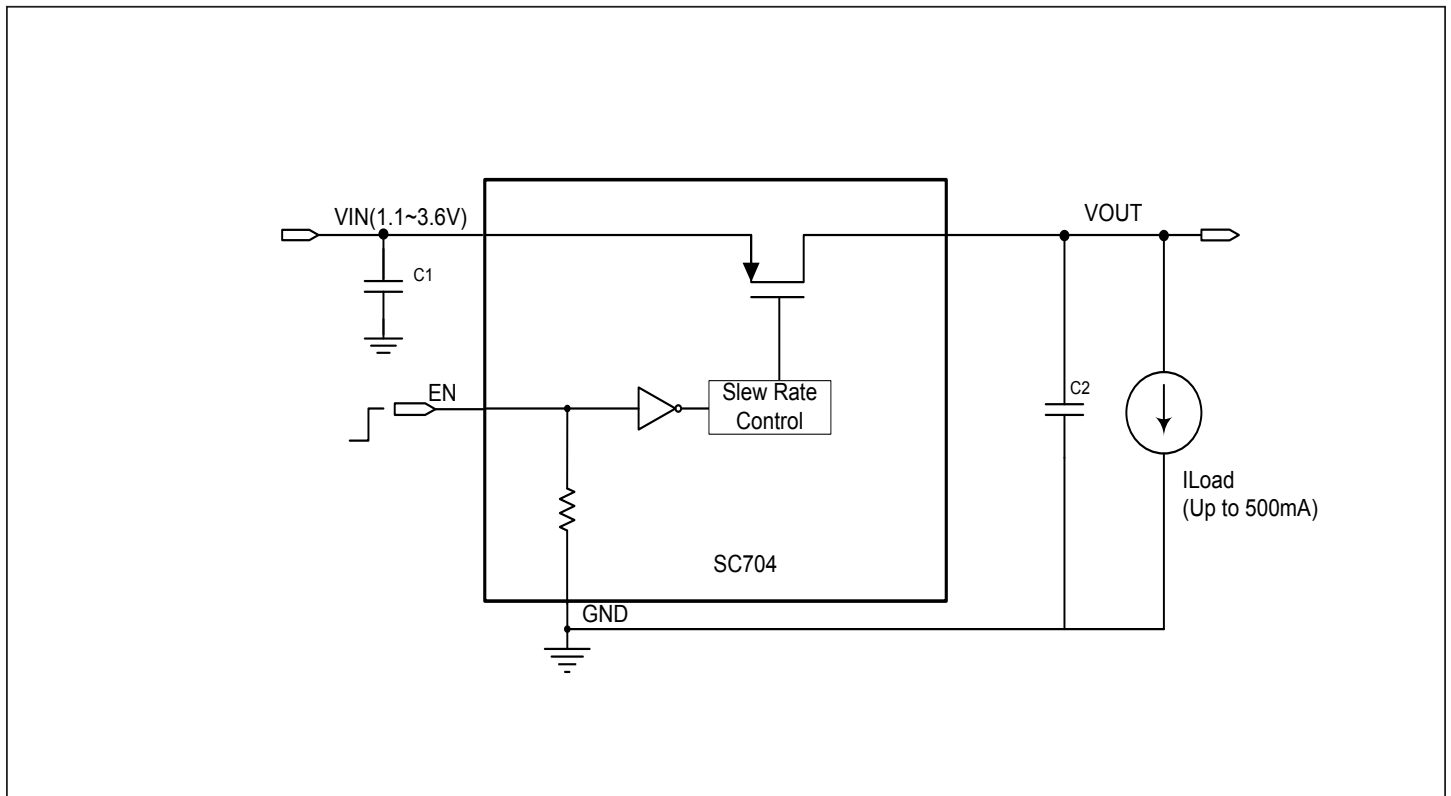 VIN(1.1~3.6V)
VOUT
C1
EN
Slew Rate
Control
C2
ILoad
(Up to 500mA)
SC704
GND